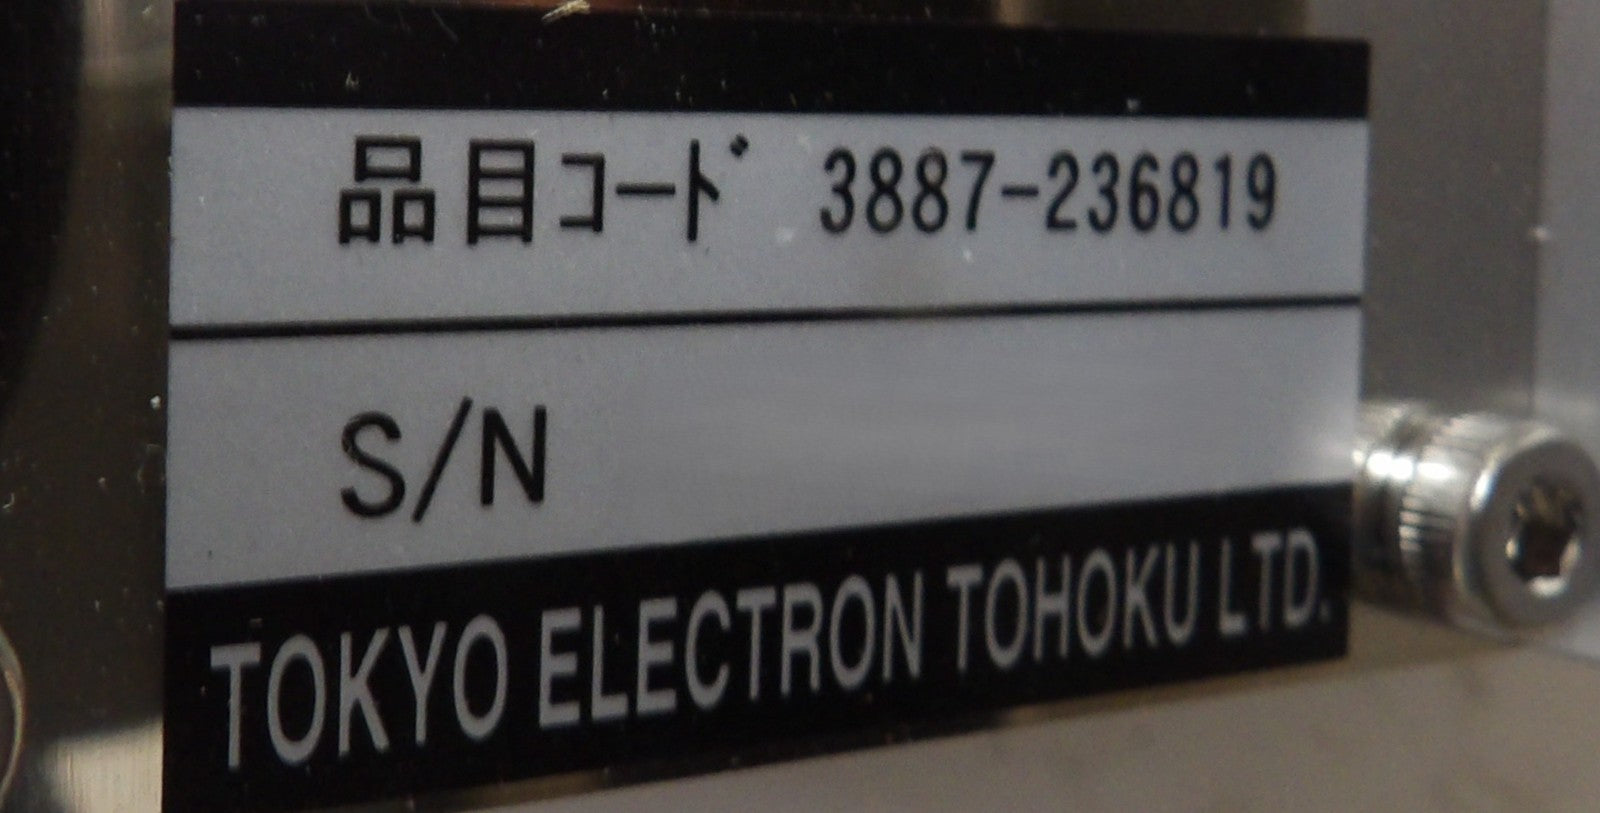 品目コード 3887-236819
S/N
TOKYO ELECTRON TOHOKU LTD.